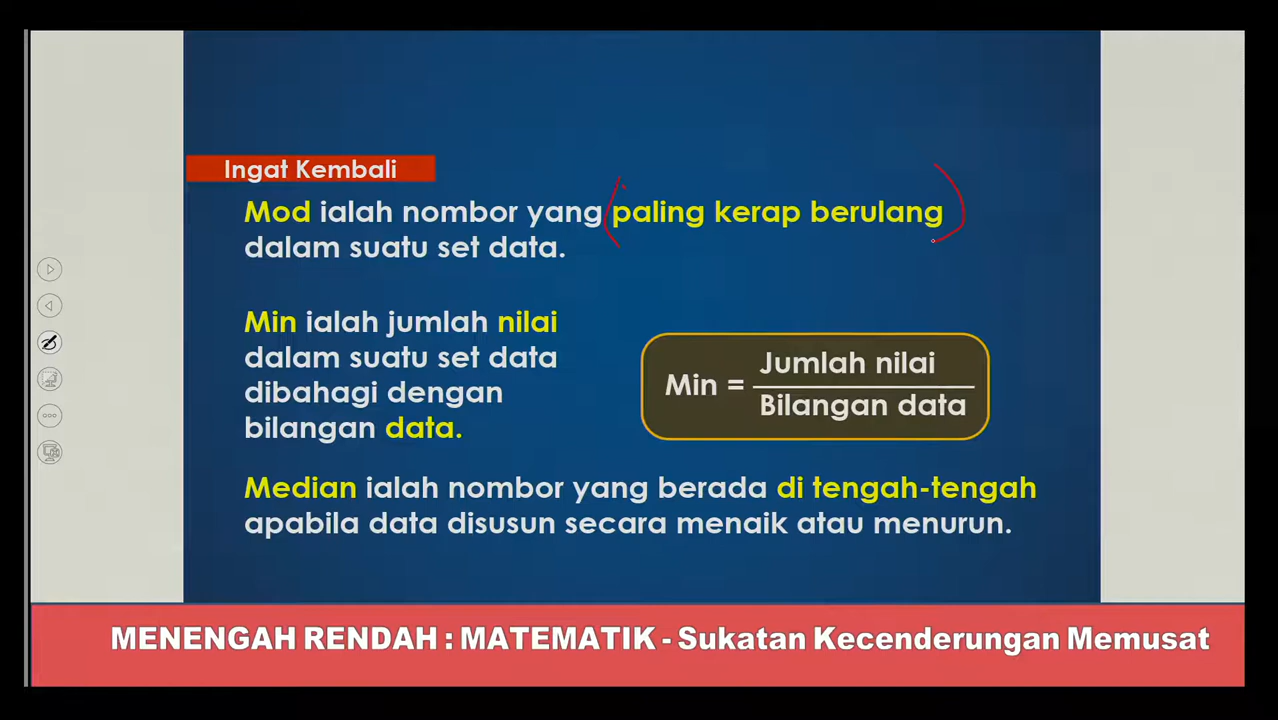 Ingat Kembali
Mod ialah nombor yang paling kerap berulang
dalam suatu set data.
Min ialah jumlah nilai
dalam suatu set data
dibahagi dengan
bilangan data.
Min = Jumlah nilai
Bilangan data
Median ialah nombor yang berada di tengah-tengah
apabila data disusun secara menaik atau menurun.
MENENGAH RENDAH : MATEMATIK - Sukatan Kecenderungan Memusat